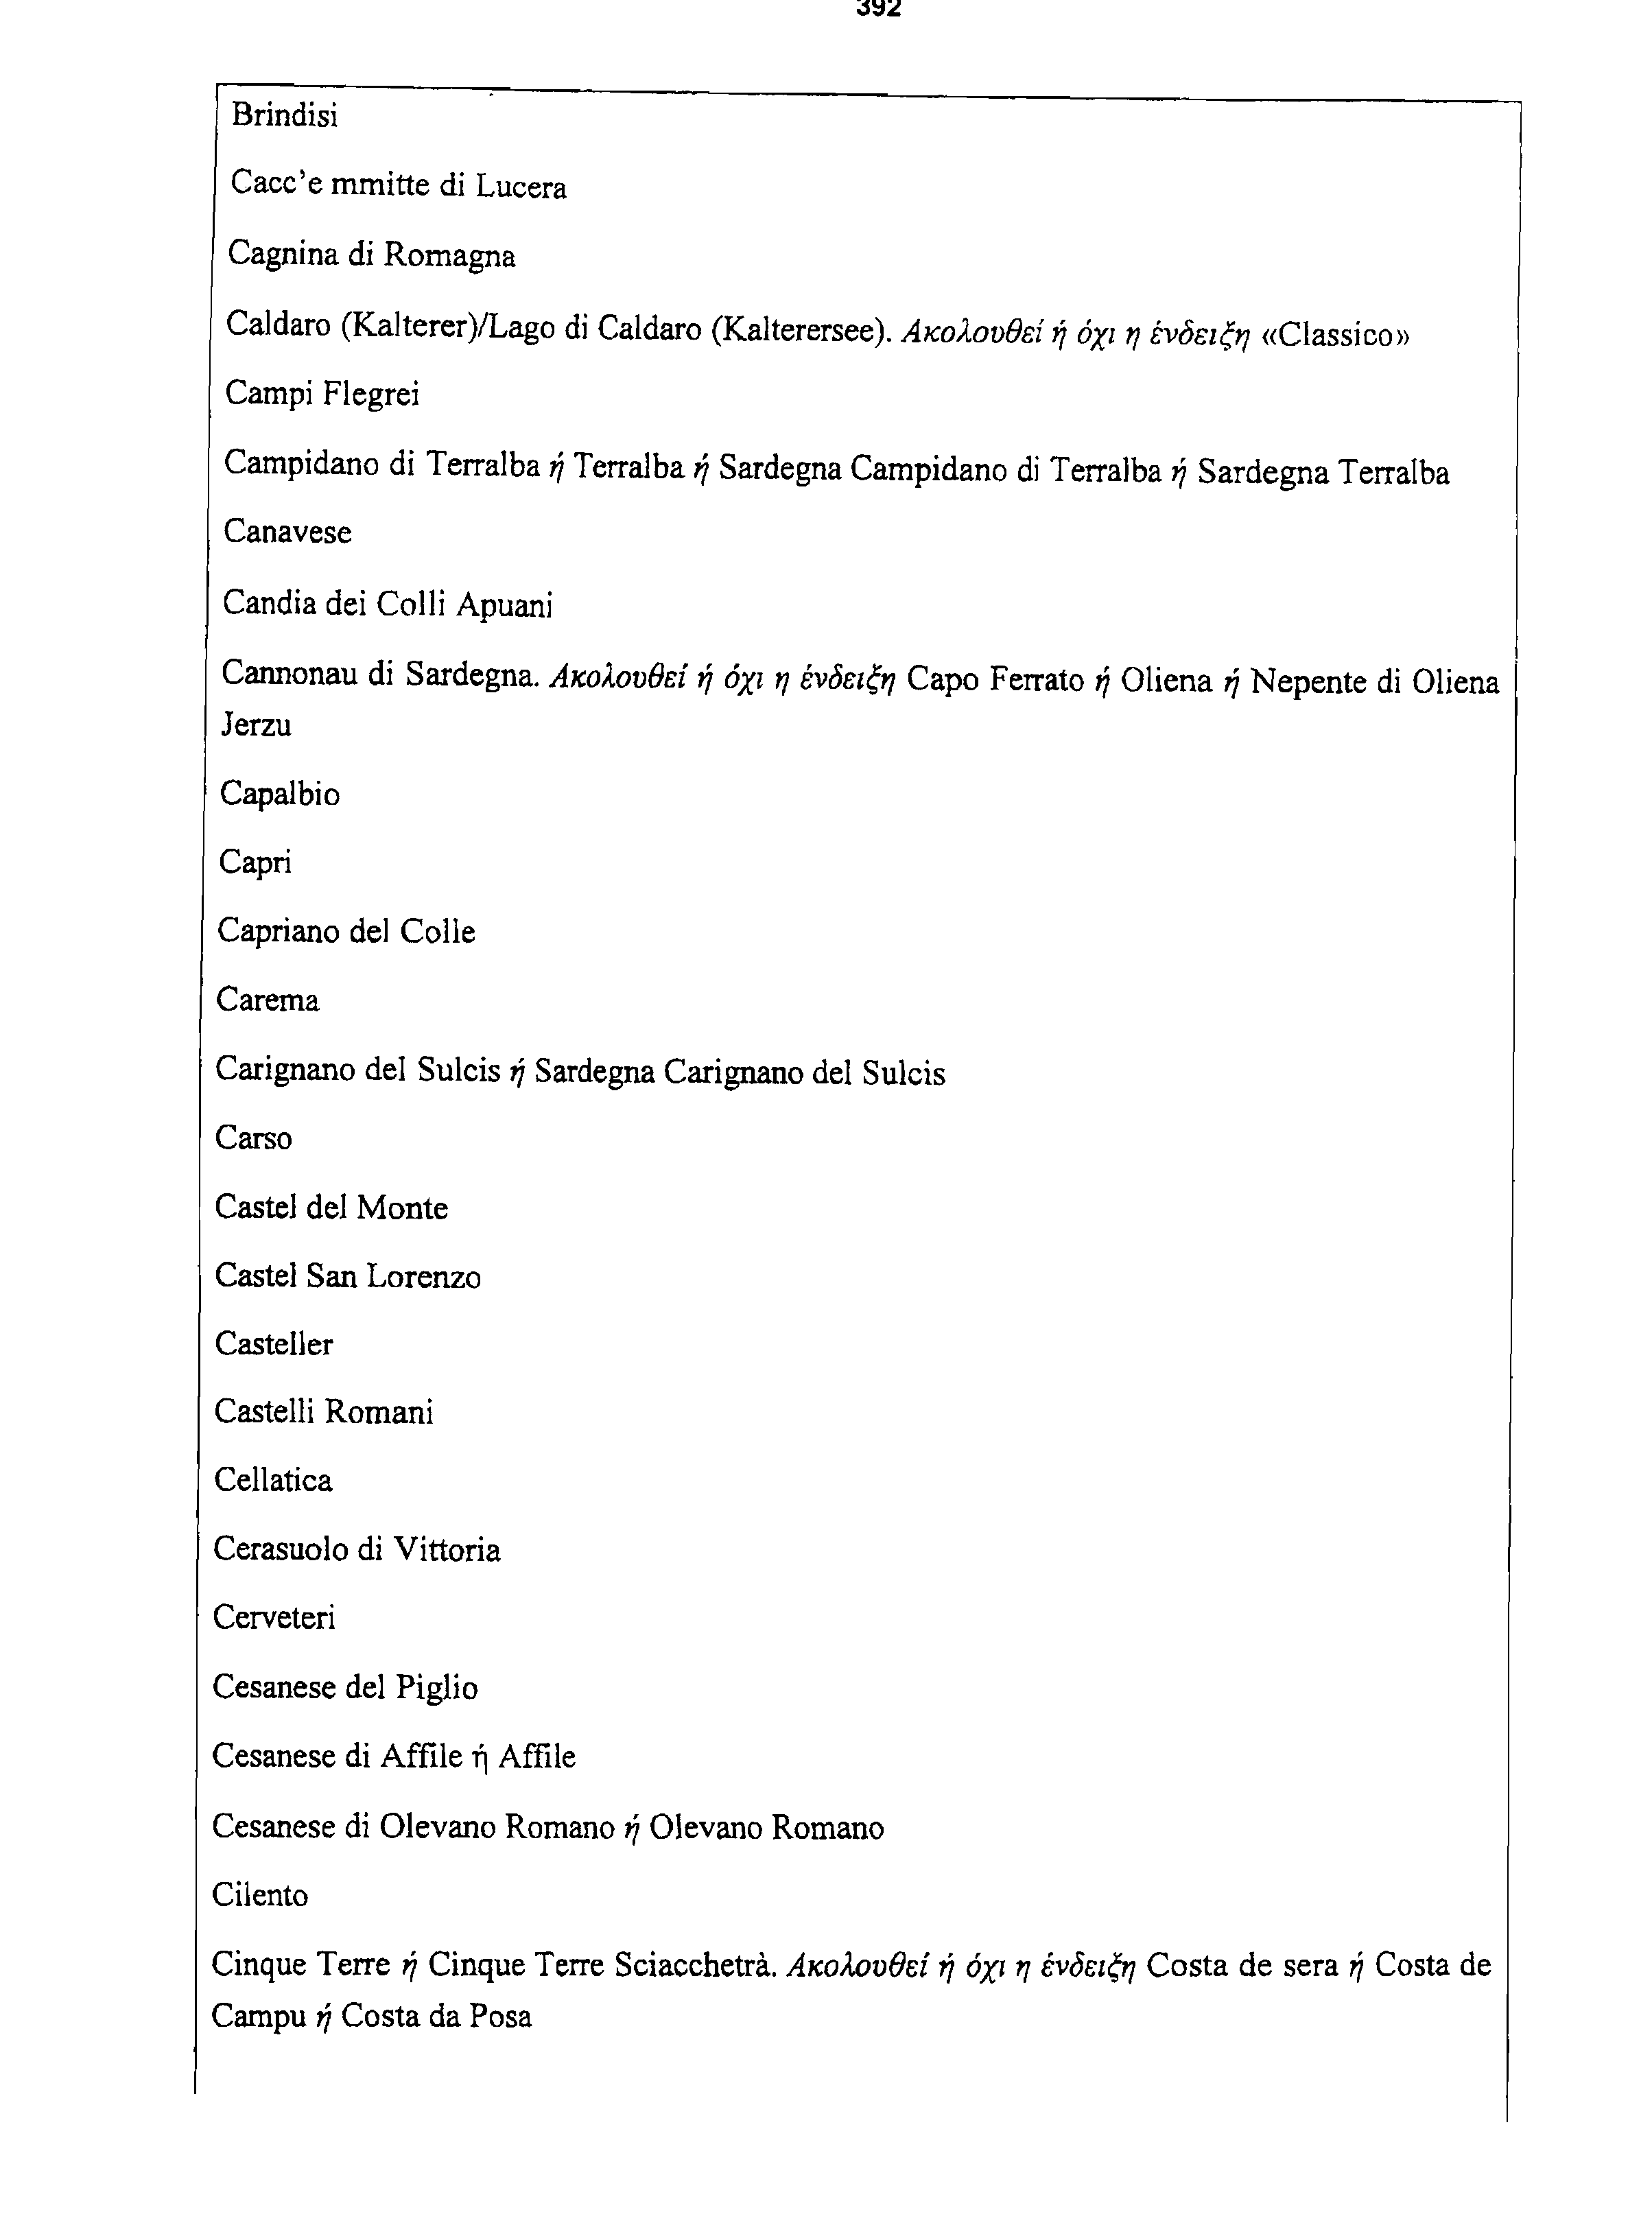 392
Brindisi
Cacc’e mmitte di Lucera
Cagnina di Romagna
Caldaro (Kalterer)/Lago di Caldaro (Kalterersee). Ακολουθεί ή όχι η ένδειξη «Classico»
Campi Flegrei
Campidano di Terralba ή Terralba ή Sardegna Campidano di Terralba ή Sardegna Terralba
Canavese
Candia dei Colli Apuani
Cannonau di Sardegna. Ακολουθεί ή όχι η ένδειξη Capo Ferrato ή Oliena ή Nepente di Oliena
Jerzu
Capalbio
Capri
Capriano del Colle
Carema
Carignano del Sulcis ή Sardegna Carignano del Sulcis
Carso
Castel del Monte
Castel San Lorenzo
Casteller
Castelli Romani
Cellatica
Cerasuolo di Vittoria
Cerveteri
Cesanese del Piglio
Cesanese di Affile ή Affile
Cesanese di Olevano Romano ή Olevano Romano
Cilento
Cinque Terre ή Cinque Terre Sciacchetrà. Ακολουθεί ή όχι η ένδειξη Costa de sera ή Costa de
Campu ή Costa da Posa